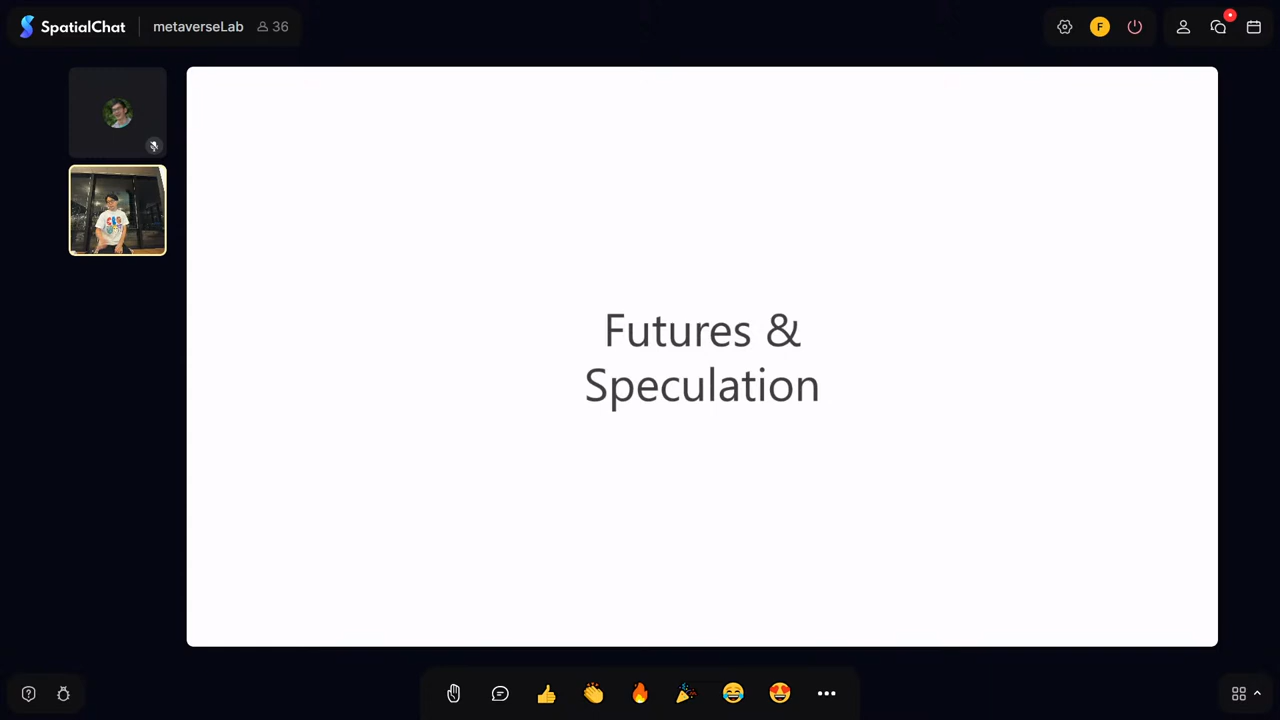 SpatialChat
metaverseLab
36
F
Futures &
Speculation